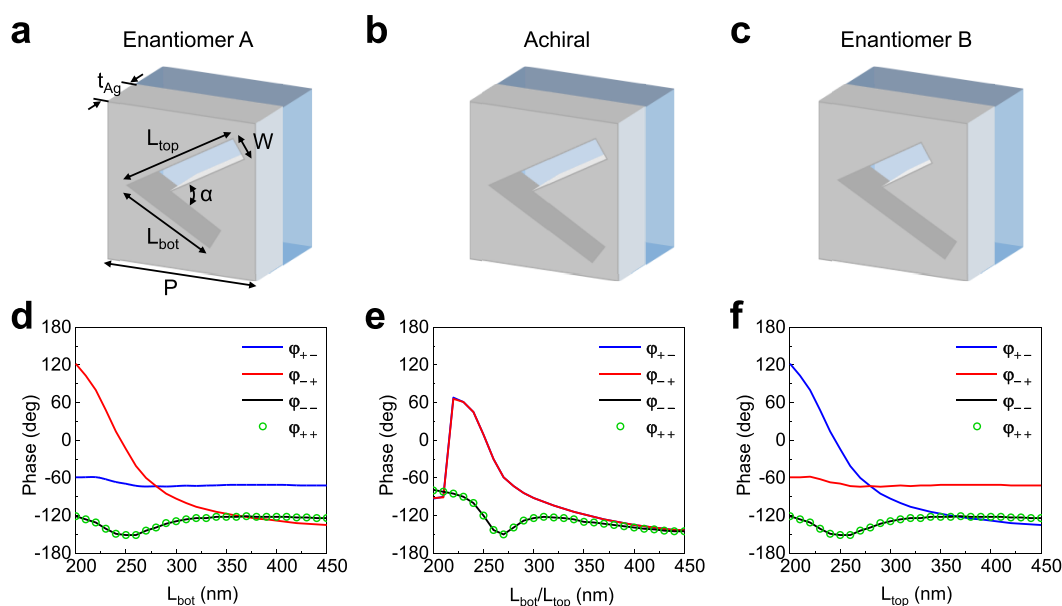 a
Enantiomer A
b
Achiral
c
Enantiomer B
t_Ag
L_top
W
α
L_bot
P
d
180
120
60
0
-60
-120
-180
Phase (deg)
200 250 300 350 400 450
L_bot (nm)
φ_+−
φ_−+
φ_−−
φ_++
e
180
120
60
0
-60
-120
-180
Phase (deg)
200 250 300 350 400 450
L_bot/L_top (nm)
φ_+−
φ_−+
φ_−−
φ_++
f
180
120
60
0
-60
-120
-180
Phase (deg)
200 250 300 350 400 450
L_top (nm)
φ_+−
φ_−+
φ_−−
φ_++